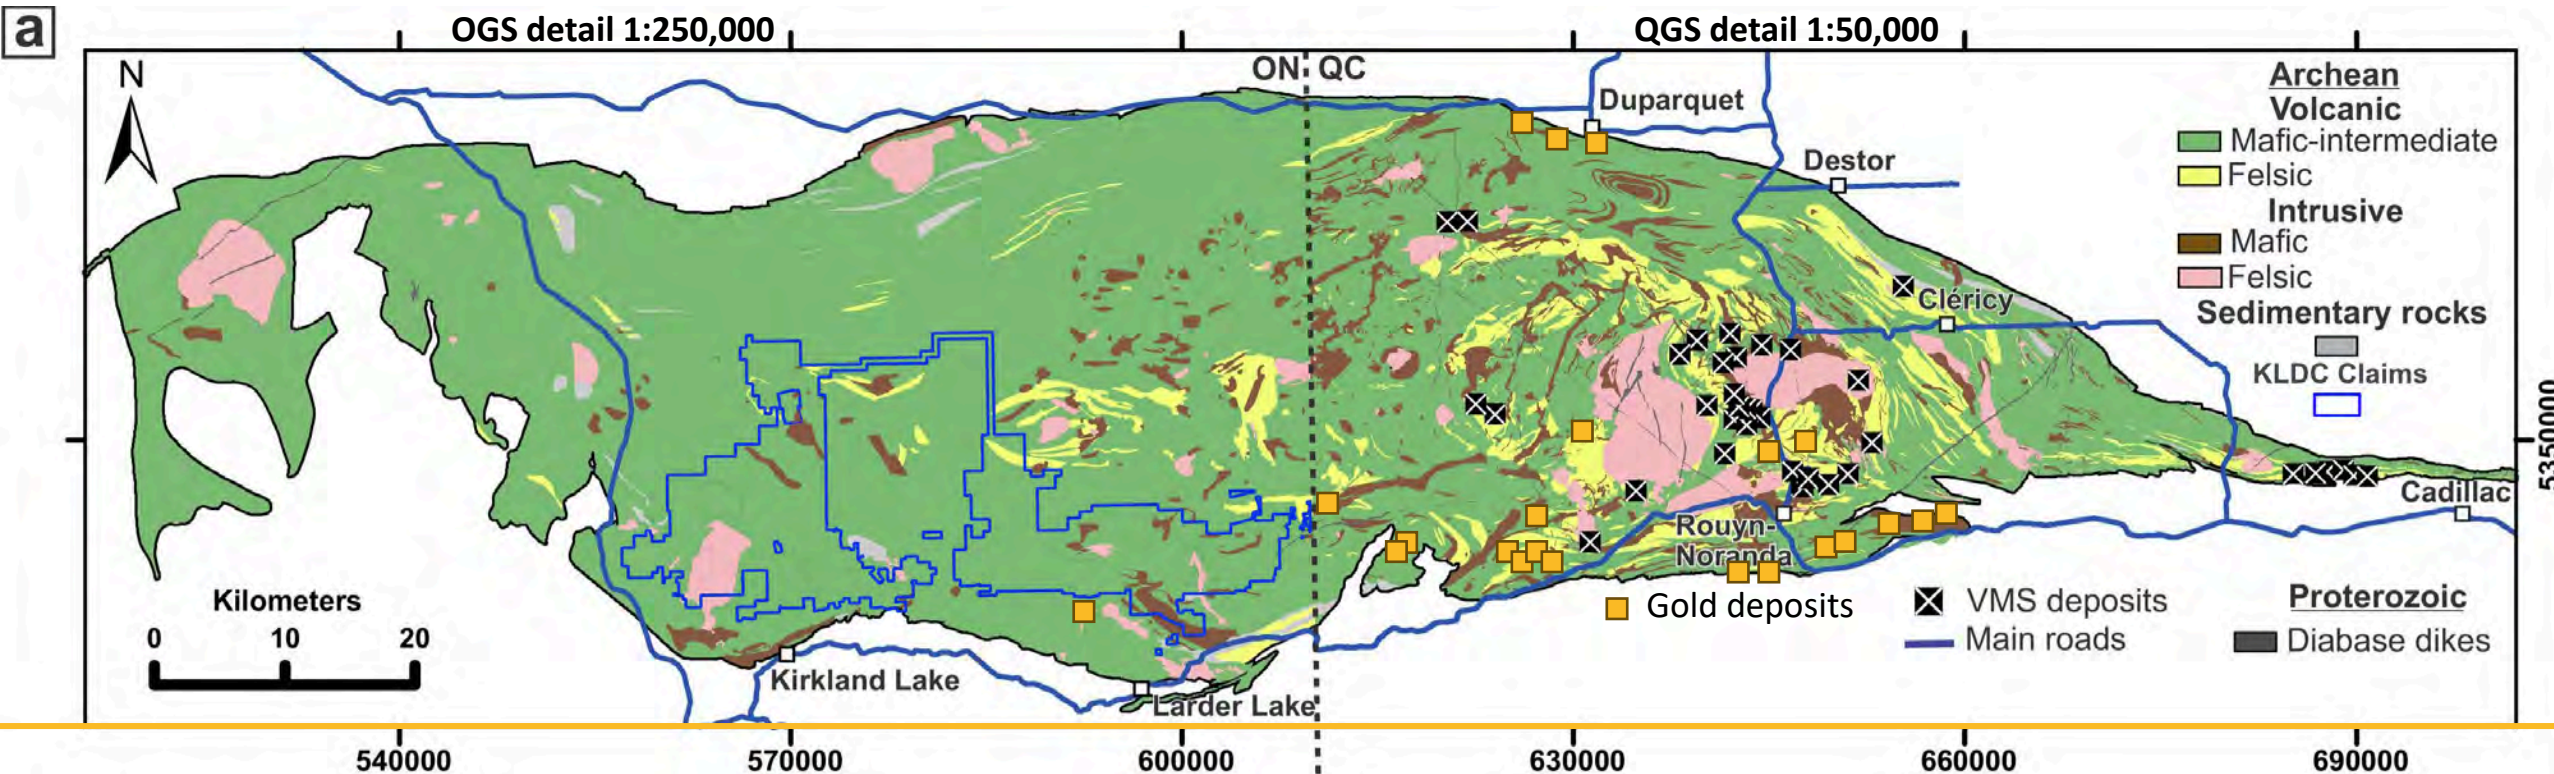 a
OGS detail 1:250,000
QGS detail 1:50,000
N
ON QC
Duparquet
Destor
Cléricy
Rouyn-
Noranda
Cadillac
Kirkland Lake
Larder Lake
Archean
Volcanic
Mafic-intermediate
Felsic
Intrusive
Mafic
Felsic
Sedimentary rocks
KLDC Claims
5350000
Kilometers
0 10 20
Gold deposits
VMS deposits
Main roads
Proterozoic
Diabase dikes
540000 570000 600000 630000 660000 690000